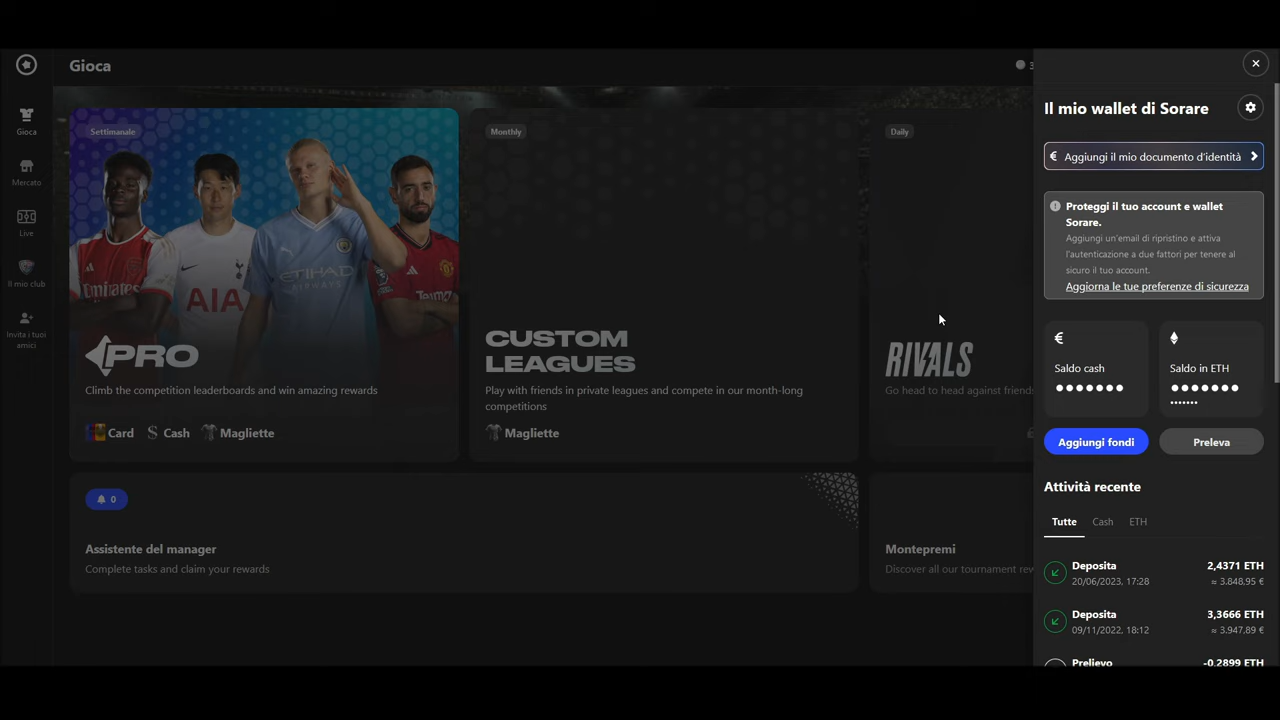 Gioca
3
Gioca
Mercato
Live
Il mio club
Invita i tuoi
amici
Settimanale
AIA
ETIHAD
AIRWAYS
PRO
Climb the competition leaderboards and win amazing rewards
Card
Cash
Magliette
Monthly
CUSTOM
LEAGUES
Play with friends in private leagues and compete in our month-long
competitions
Magliette
Daily
RIVALS
Go head to head against friends
0
Assistente del manager
Complete tasks and claim your rewards
Montepremi
Discover all our tournament rew
Il mio wallet di Sorare
€ Aggiungi il mio documento d'identità
Proteggi il tuo account e wallet
Sorare.
Aggiungi un'email di ripristino e attiva
l'autenticazione a due fattori per tenere al
sicuro il tuo account.
Aggiorna le tue preferenze di sicurezza
€
Saldo cash
●●●●●●●
Saldo in ETH
●●●●●●●
•••••••
Aggiungi fondi
Preleva
Attività recente
Tutte Cash ETH
Deposita 2,4371 ETH
20/06/2023, 17:28 ≈ 3.848,95 €
Deposita 3,3666 ETH
09/11/2022, 18:12 ≈ 3.947,89 €
Prelievo -0,2899 ETH